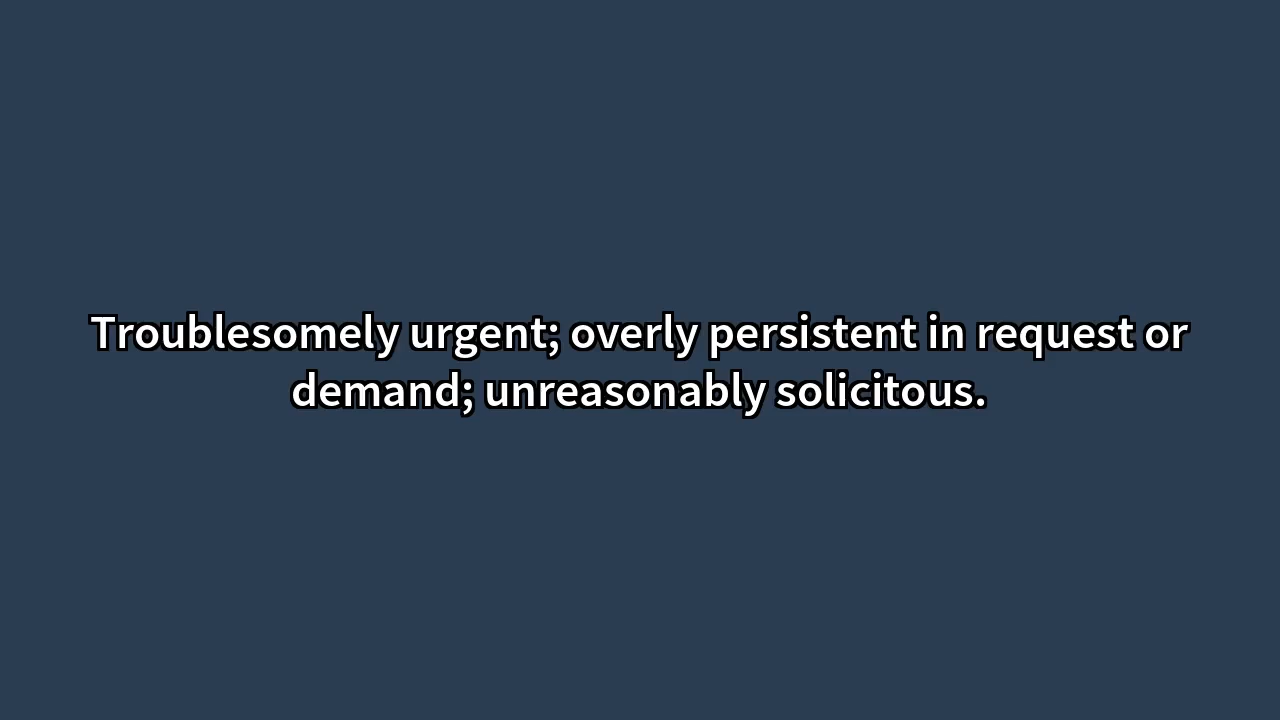 Troublesomely urgent; overly persistent in request or
demand; unreasonably solicitous.